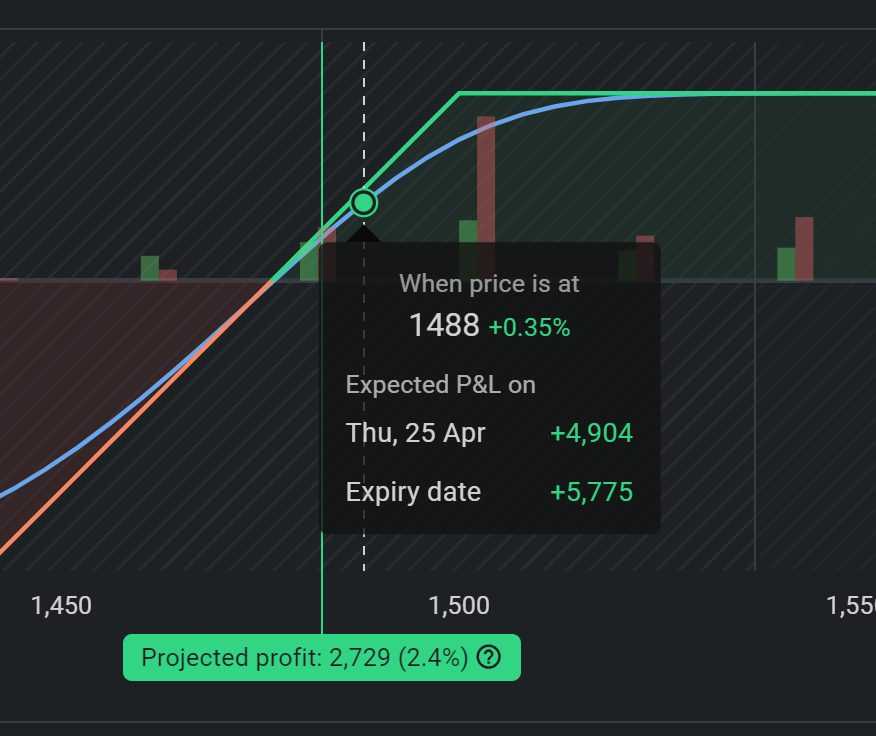 When price is at
1488 +0.35%
Expected P&L on
Thu, 25 Apr +4,904
Expiry date +5,775
1,450 1,500 1,55
Projected profit: 2,729 (2.4%) ?